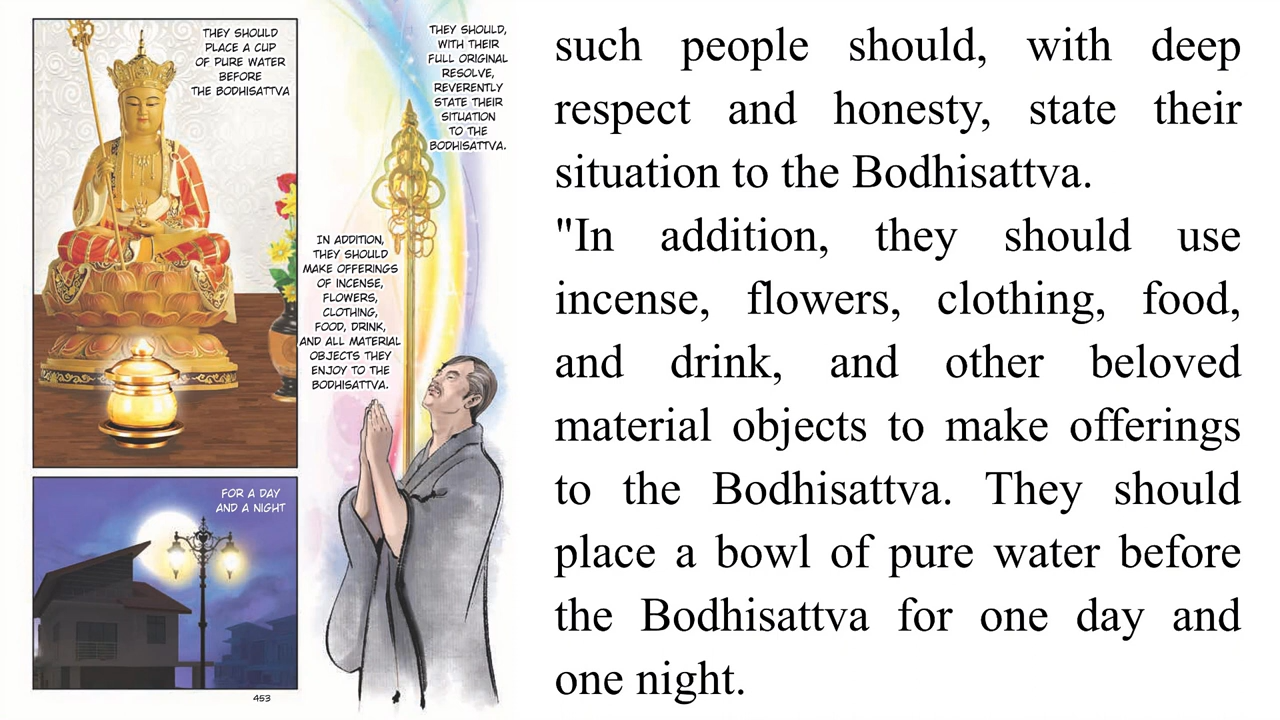 THEY SHOULD
PLACE A CUP
OF PURE WATER
BEFORE
THE BODHISATTVA
THEY SHOULD,
WITH THEIR
FULL ORIGINAL
RESOLVE,
REVERENTLY
STATE THEIR
SITUATION
TO THE
BODHISATTVA.
IN ADDITION,
THEY SHOULD
MAKE OFFERINGS
OF INCENSE,
FLOWERS,
CLOTHING,
FOOD, DRINK,
AND ALL MATERIAL
OBJECTS THEY
ENJOY TO THE
BODHISATTVA.
FOR A DAY
AND A NIGHT
453
such people should, with deep
respect and honesty, state their
situation to the Bodhisattva.
"In addition, they should use
incense, flowers, clothing, food,
and drink, and other beloved
material objects to make offerings
to the Bodhisattva. They should
place a bowl of pure water before
the Bodhisattva for one day and
one night.